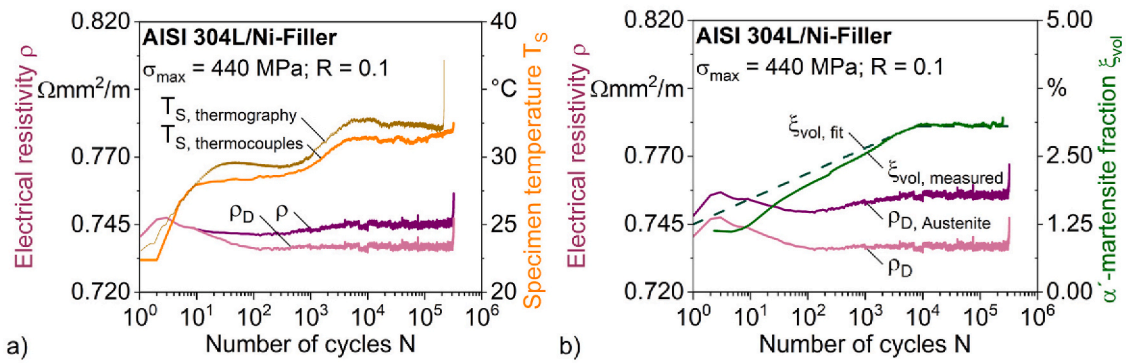 0.820
0.770
0.745
0.720
Ωmm²/m
Electrical resistivity ρ
AISI 304L/Ni-Filler
σmax = 440 MPa; R = 0.1
TS, thermography
TS, thermocouples
ρD
ρ
40
°C
30
25
20
Specimen temperature TS
10⁰ 10¹ 10² 10³ 10⁴ 10⁵ 10⁶
Number of cycles N
a)
0.820
Ωmm²/m
0.770
0.745
0.720
Electrical resistivity ρ
AISI 304L/Ni-Filler
σmax = 440 MPa; R = 0.1
ξvol, fit
ξvol, measured
ρD, Austenite
ρD
5.00
%
2.50
1.25
0.00
α´-martensite fraction ξvol
10⁰ 10¹ 10² 10³ 10⁴ 10⁵ 10⁶
Number of cycles N
b)